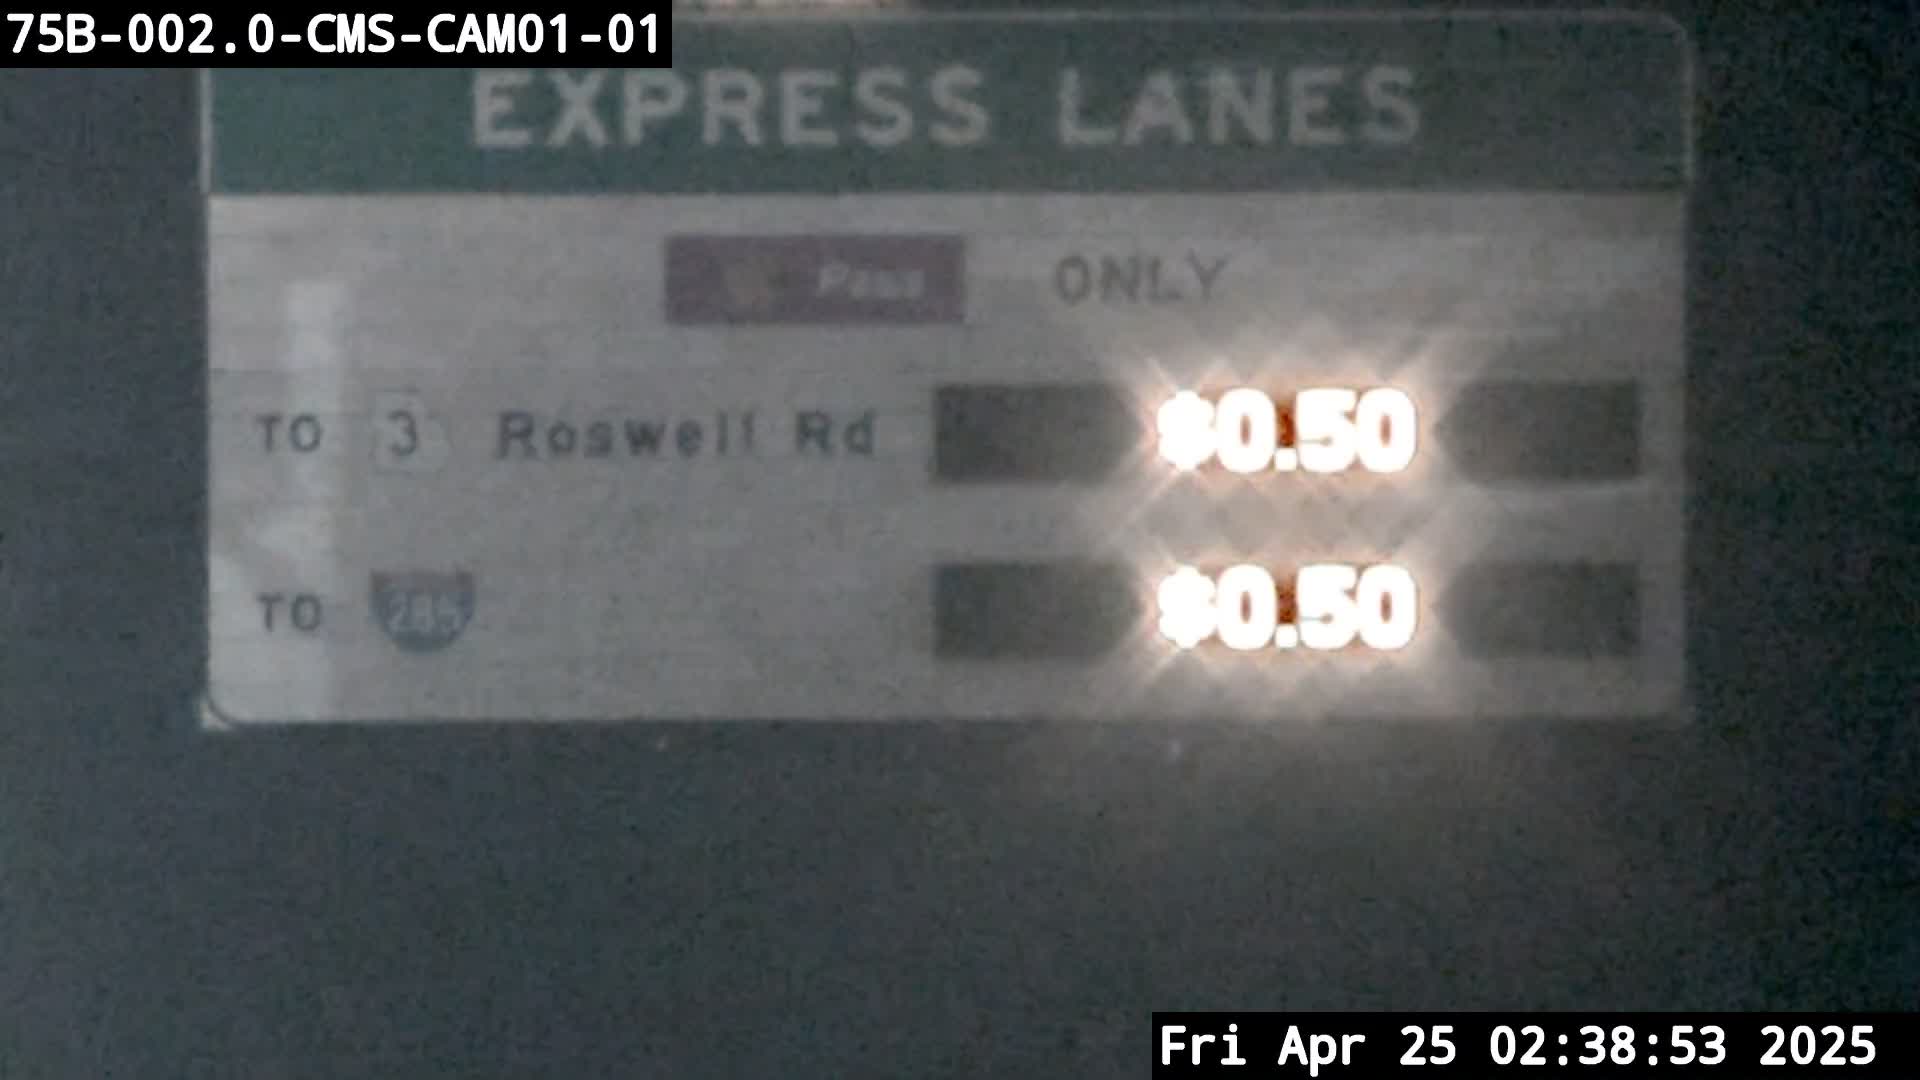 75B-002.0-CMS-CAM01-01
EXPRESS LANES
Pass ONLY
TO 3 Roswell Rd $0.50
TO 285 $0.50
Fri Apr 25 02:38:53 2025